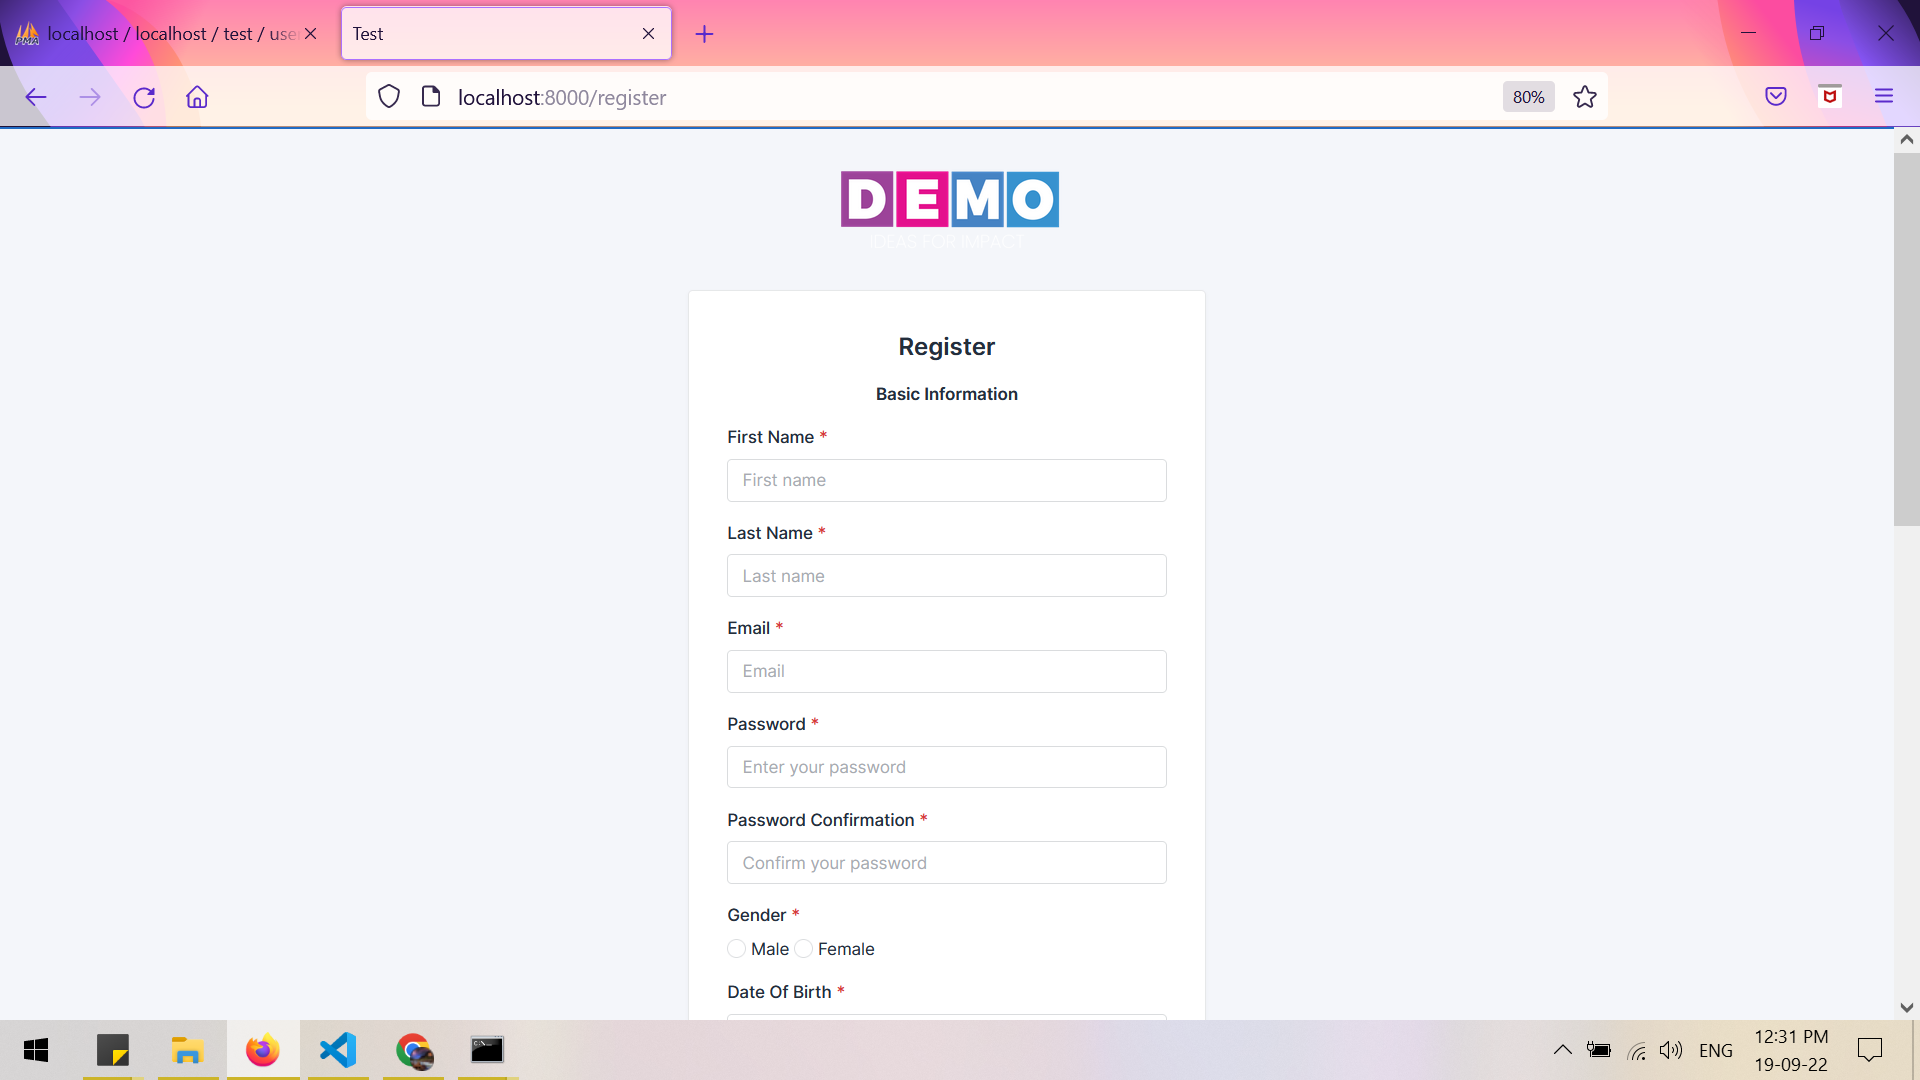 localhost / localhost / test / use
Test
localhost:8000/register
80%
DEMO
IDEAS FOR IMPACT
Register
Basic Information
First Name *
First name
Last Name *
Last name
Email *
Email
Password *
Enter your password
Password Confirmation *
Confirm your password
Gender *
Male Female
Date Of Birth *
ENG
12:31 PM
19-09-22